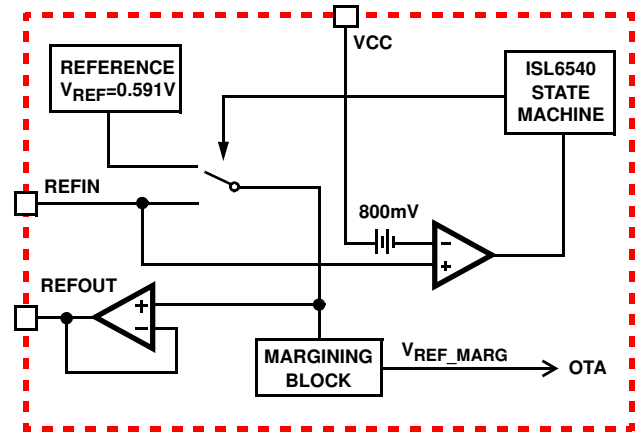 VCC
REFERENCE
VREF=0.591V
ISL6540
STATE
MACHINE
REFIN
800mV
−
+
REFOUT
+
−
MARGINING
BLOCK
VREF_MARG
OTA